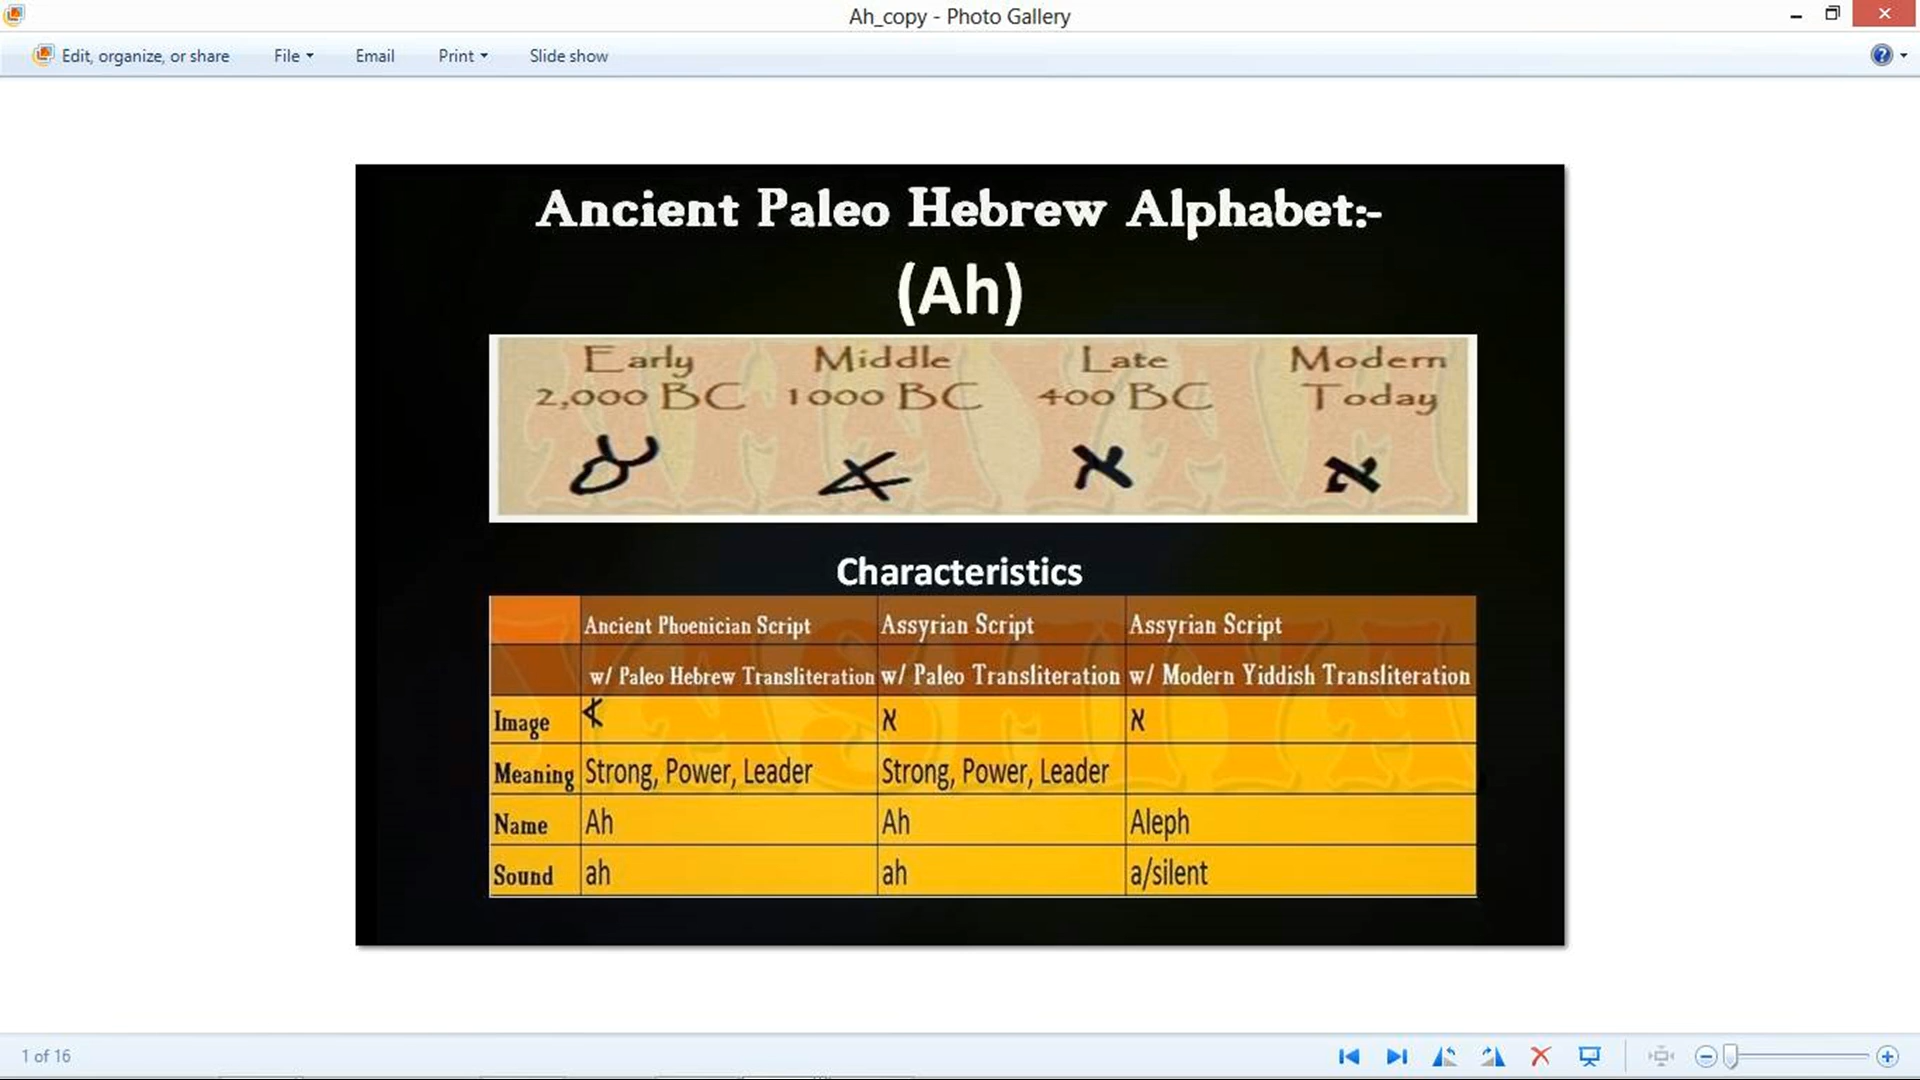 Ah_copy - Photo Gallery
Edit, organize, or share File Email Print Slide show
Ancient Paleo Hebrew Alphabet:-
(Ah)
Early Middle Late Modern
2,000 BC 1000 BC 400 BC Today
𐤀 א א
Characteristics
Ancient Phoenician Script Assyrian Script Assyrian Script
w/ Paleo Hebrew Transliteration w/ Paleo Transliteration w/ Modern Yiddish Transliteration
Image 𐤀 א א
Meaning Strong, Power, Leader Strong, Power, Leader
Name Ah Ah Aleph
Sound ah ah a/silent
1 of 16